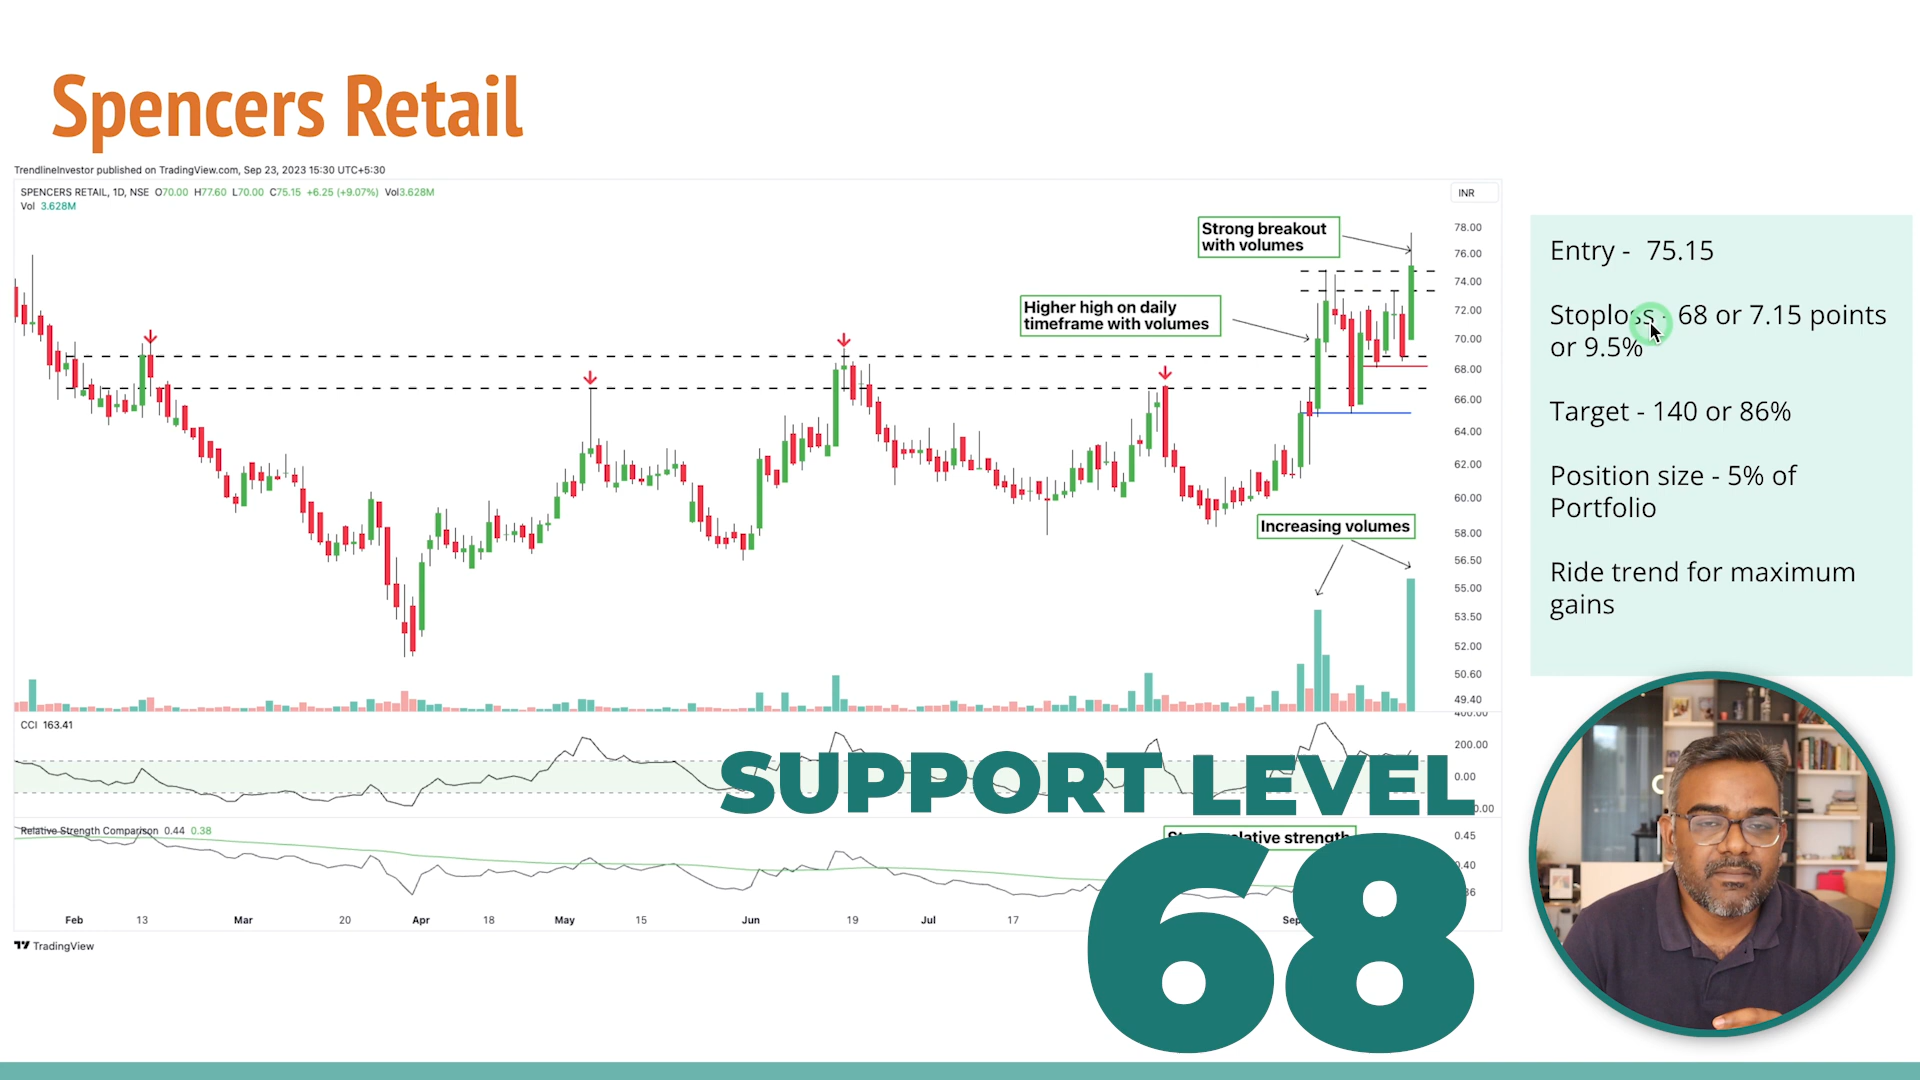 Spencers Retail
TrendlineInvestor published on TradingView.com, Sep 23, 2023 15:30 UTC+5:30
SPENCERS RETAIL, 1D, NSE O70.00 H77.60 L70.00 C75.15 +6.25 (+9.07%) Vol3.628M
Vol 3.628M
INR
Strong breakout
with volumes
Higher high on daily
timeframe with volumes
Increasing volumes
78.00
76.00
74.00
72.00
70.00
68.00
66.00
64.00
62.00
60.00
58.00
56.50
55.00
53.50
52.00
50.60
49.40
400.00
CCI 163.41
200.00
0.00
SUPPORT LEVEL
68
Relative Strength Comparison 0.44 0.38
0.45
Feb 13 Mar 20 Apr 18 May 15 Jun 19 Jul 17
TradingView
Entry - 75.15
Stoploss - 68 or 7.15 points
or 9.5%
Target - 140 or 86%
Position size - 5% of
Portfolio
Ride trend for maximum
gains